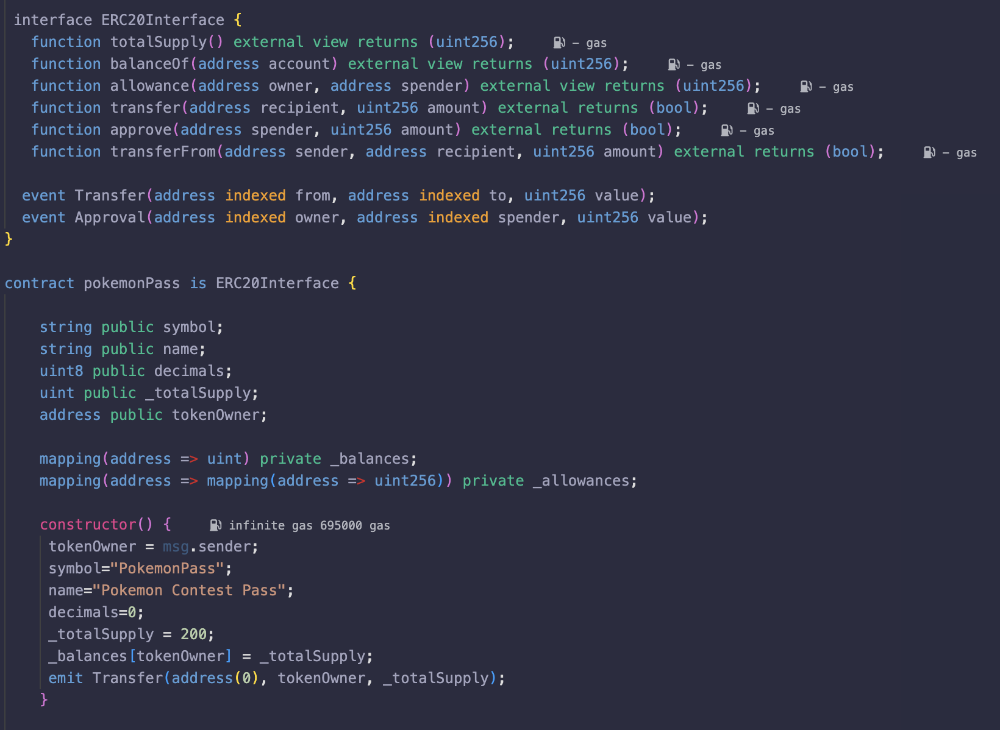 interface ERC20Interface {
function totalSupply() external view returns (uint256); – gas
function balanceOf(address account) external view returns (uint256); – gas
function allowance(address owner, address spender) external view returns (uint256); – gas
function transfer(address recipient, uint256 amount) external returns (bool); – gas
function approve(address spender, uint256 amount) external returns (bool); – gas
function transferFrom(address sender, address recipient, uint256 amount) external returns (bool); – gas
event Transfer(address indexed from, address indexed to, uint256 value);
event Approval(address indexed owner, address indexed spender, uint256 value);
}
contract pokemonPass is ERC20Interface {
string public symbol;
string public name;
uint8 public decimals;
uint public _totalSupply;
address public tokenOwner;
mapping(address => uint) private _balances;
mapping(address => mapping(address => uint256)) private _allowances;
constructor() { infinite gas 695000 gas
tokenOwner = msg.sender;
symbol="PokemonPass";
name="Pokemon Contest Pass";
decimals=0;
_totalSupply = 200;
_balances[tokenOwner] = _totalSupply;
emit Transfer(address(0), tokenOwner, _totalSupply);
}